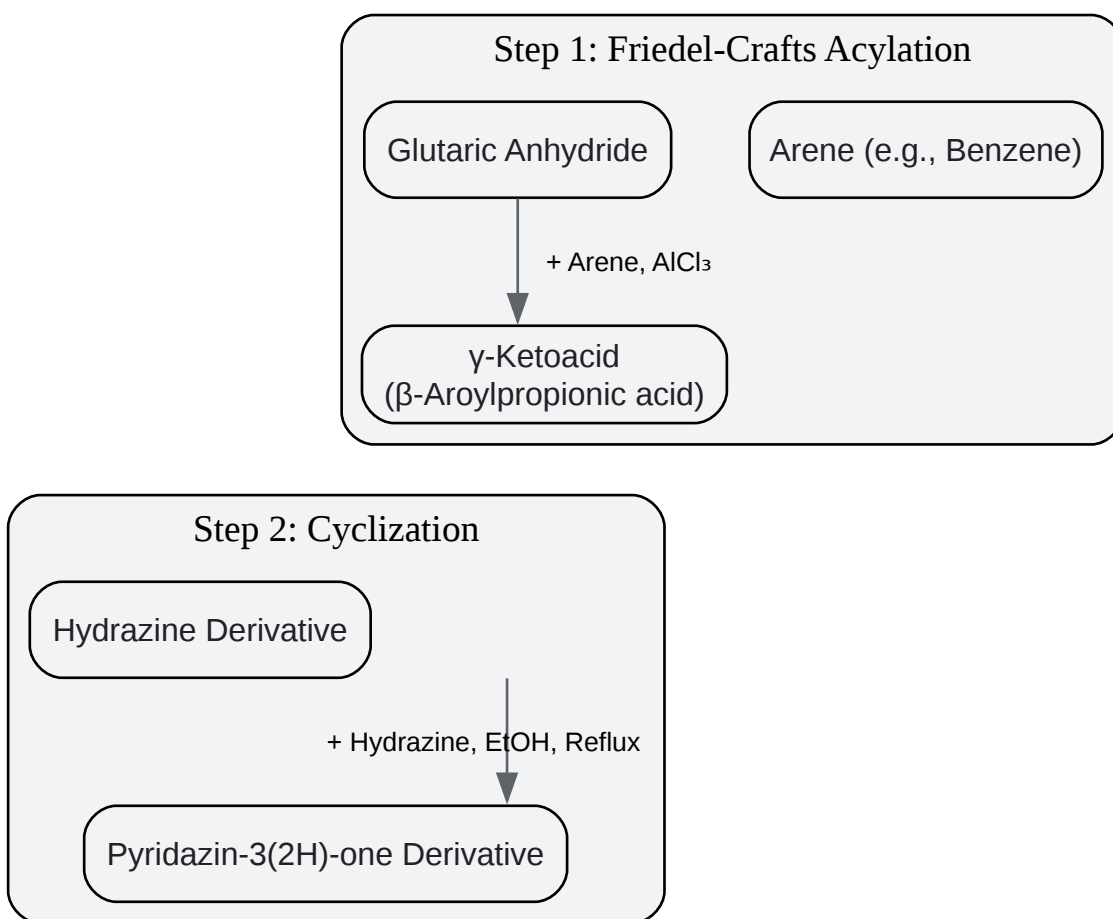 Step 1: Friedel-Crafts Acylation
Glutaric Anhydride
Arene (e.g., Benzene)
+ Arene, AlCl₃
γ-Ketoacid
(β-Aroylpropionic acid)
Step 2: Cyclization
Hydrazine Derivative
+ Hydrazine, EtOH, Reflux
Pyridazin-3(2H)-one Derivative